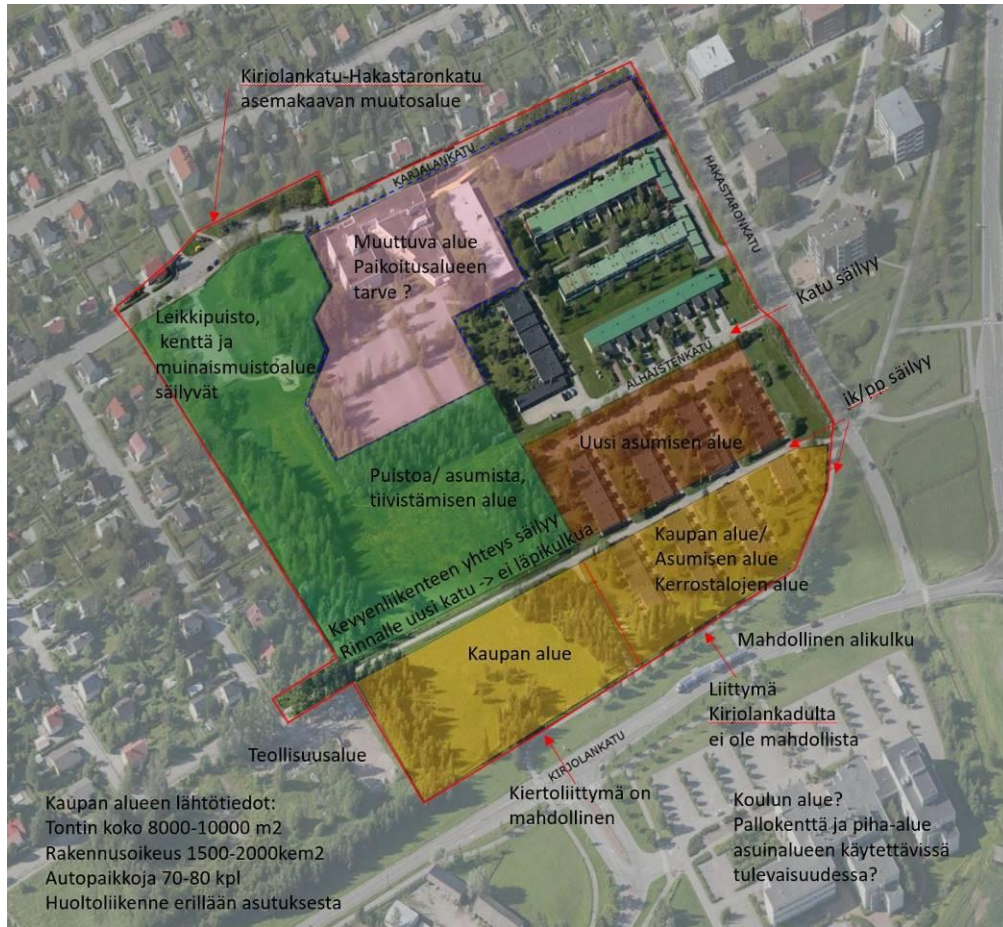 Kirjolankatu-Hakastaronkatu
asemakaavan muutosalue
KARJALANKATU
HAKASTARONKATU
Muuttuva alue
Paikoitusalueen
tarve ?
Katu säilyy
Leikkipuisto,
kenttä ja
muinaismuistoalue
säilyvät
ALHAISTENKATU
ik/pp säilyy
Uusi asumisen alue
Puistoa/ asumista,
tiivistämisen alue
Kevyenliikenteen yhteys säilyy
Rinnalle uusi katu -> ei läpikulkua
Kaupan alue/
Asumisen alue
Kerrostalojen alue
Kaupan alue
Mahdollinen alikulku
Liittymä
Kirjolankadulta
ei ole mahdollista
Teollisuusalue
KIRJOLANKATU
Kiertoliittymä on
mahdollinen
Kaupan alueen lähtötiedot:
Tontin koko 8000-10000 m2
Rakennusoikeus 1500-2000kem2
Autopaikkoja 70-80 kpl
Huoltoliikenne erillään asutuksesta
Koulun alue?
Pallokenttä ja piha-alue
asuinalueen käytettävissä
tulevaisuudessa?